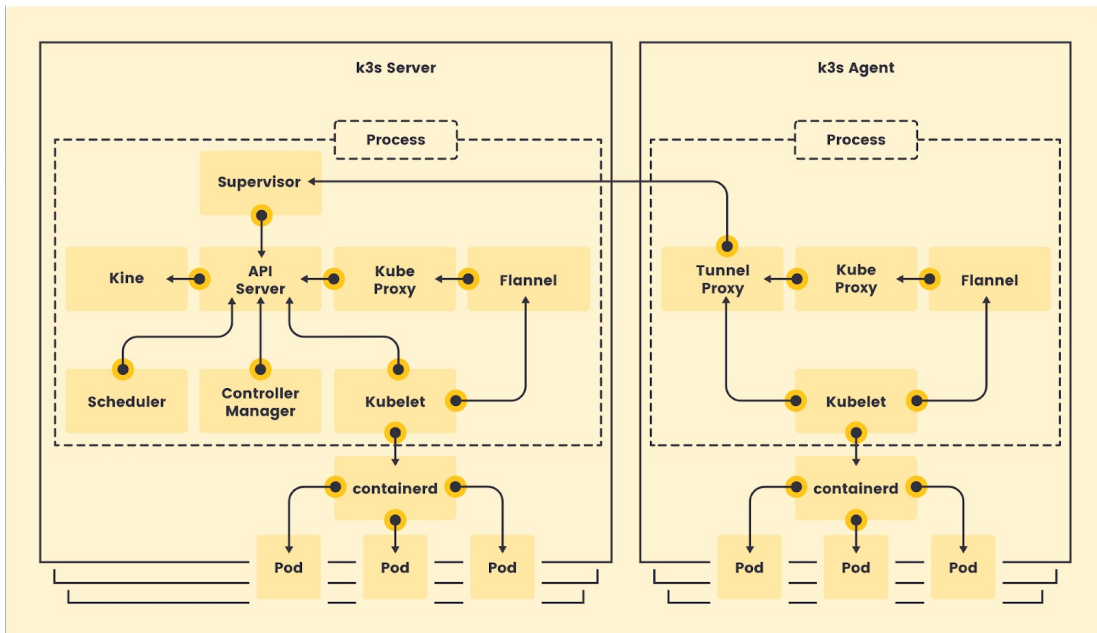 k3s Server
k3s Agent
Process
Process
Supervisor
Kine
API
Server
Kube
Proxy
Flannel
Tunnel
Proxy
Kube
Proxy
Flannel
Scheduler
Controller
Manager
Kubelet
Kubelet
containerd
containerd
Pod
Pod
Pod
Pod
Pod
Pod